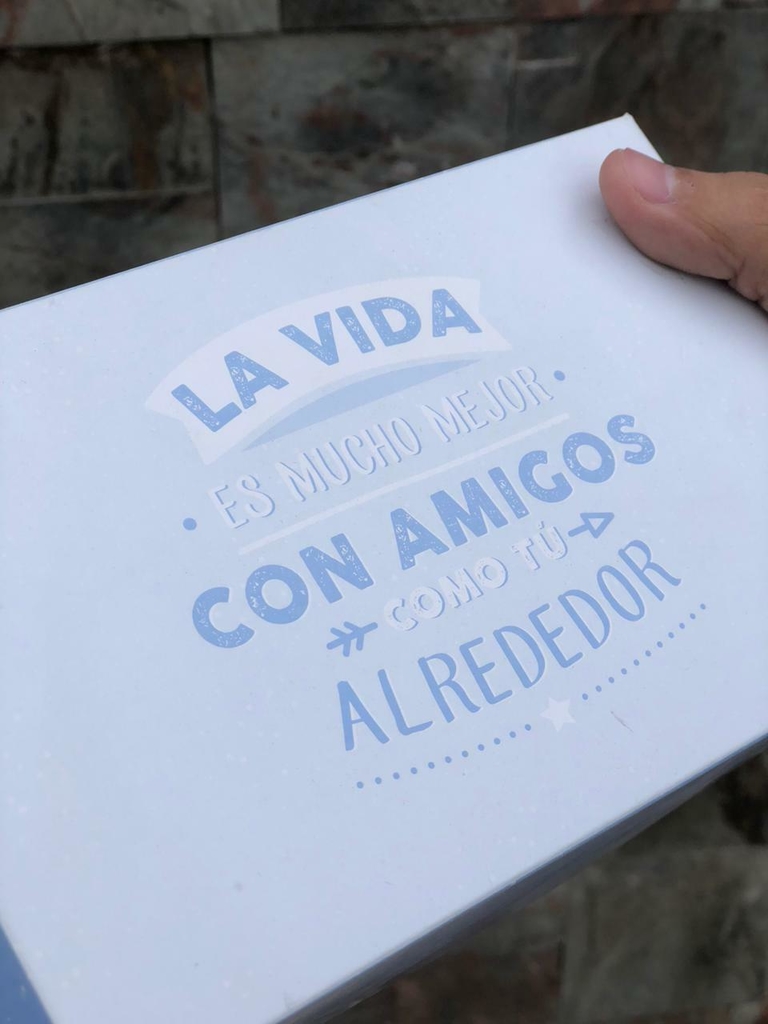 LA VIDA
ES MUCHO MEJOR
CON AMIGOS
COMO TÚ
ALREDEDOR